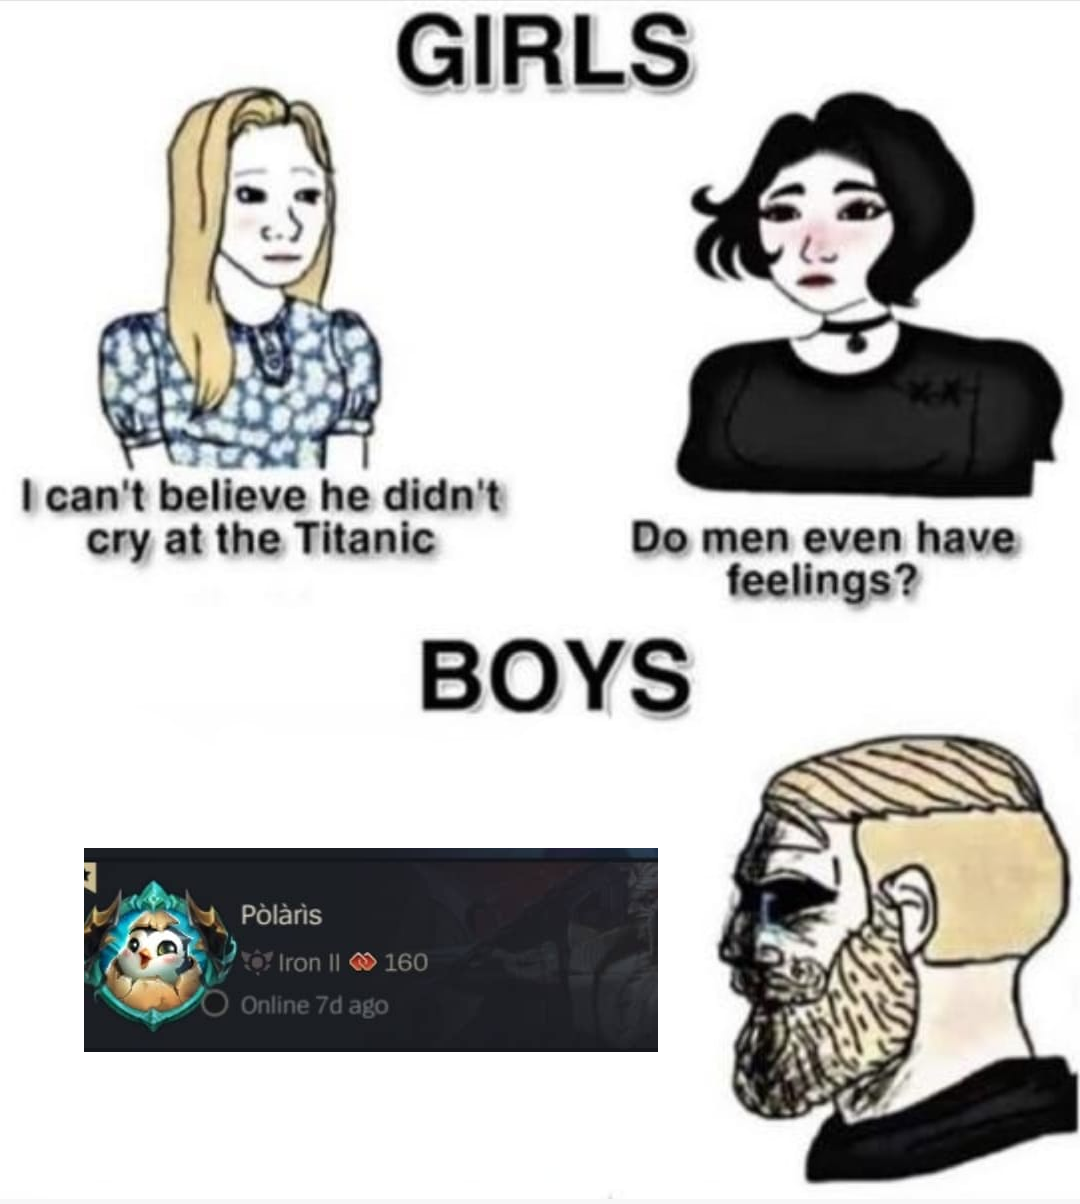 GIRLS
I can't believe he didn't
cry at the Titanic
Do men even have
feelings?
BOYS
Pòlàrìs
Iron II 160
Online 7d ago